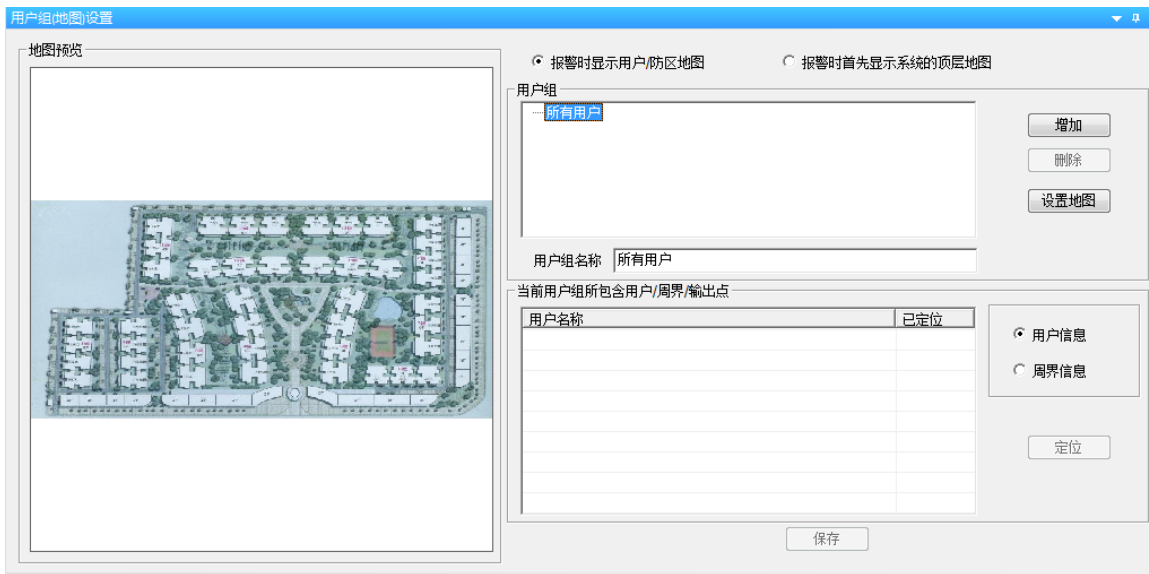 用户组(地图)设置
地图预览
报警时显示用户/防区地图
报警时首先显示系统的顶层地图
用户组
所有用户
增加
删除
设置地图
用户组名称
所有用户
当前用户组所包含用户/周界/输出点
用户名称
已定位
用户信息
周界信息
定位
保存